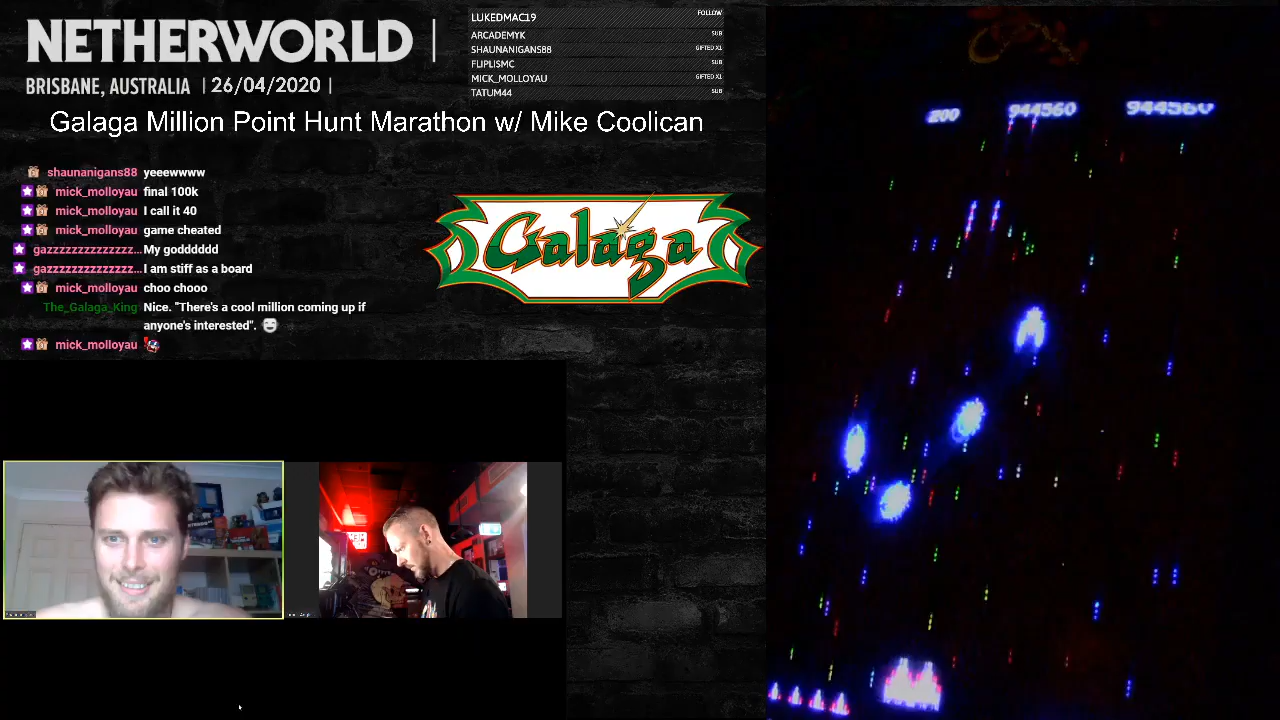 NETHERWORLD
BRISBANE, AUSTRALIA | 26/04/2020 |
Galaga Million Point Hunt Marathon w/ Mike Coolican
LUKEDMAC19 FOLLOW
ARCADEMYK SUB
SHAUNANIGANS88 GIFTED X1
FLIPLISMC SUB
MICK_MOLLOYAU GIFTED X1
TATUM44 SUB
shaunanigans88 yeeewwww
mick_molloyau final 100k
mick_molloyau I call it 40
mick_molloyau game cheated
gazzzzzzzzzzzzzz... My godddddd
gazzzzzzzzzzzzzz... I am stiff as a board
mick_molloyau choo chooo
The_Galaga_King Nice. "There's a cool million coming up if
anyone's interested".
mick_molloyau
Galaga
200 944560 944560